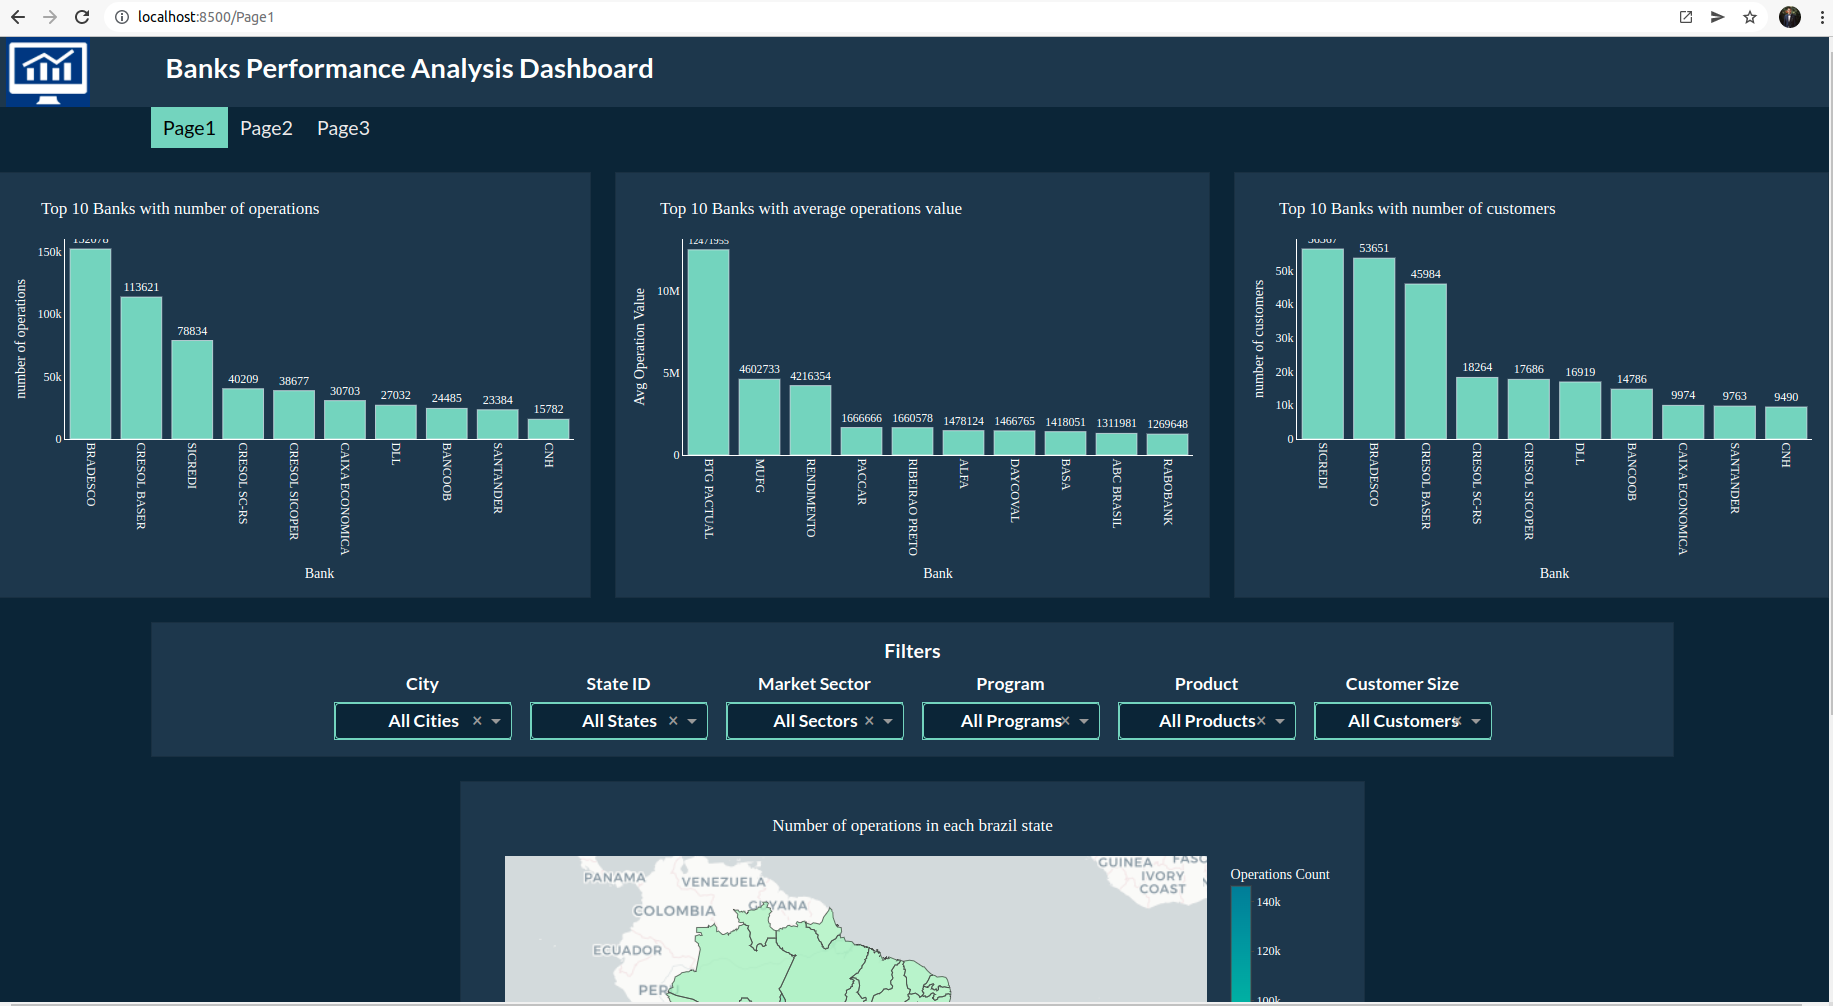 localhost:8500/Page1
Banks Performance Analysis Dashboard
Page1 Page2 Page3
Top 10 Banks with number of operations
number of operations
150k
100k
50k
0
152078
113621
78834
40209
38677
30703
27032
24485
23384
15782
BRADESCO
CRESOL BASER
SICREDI
CRESOL SC-RS
CRESOL SICOPER
CAIXA ECONOMICA
DLL
BANCOOB
SANTANDER
CNH
Bank
Top 10 Banks with average operations value
Avg Operation Value
10M
5M
0
12471955
4602733
4216354
1666666
1660578
1478124
1466765
1418051
1311981
1269648
BTG PACTUAL
MUFG
RENDIMENTO
PACCAR
RIBEIRAO PRETO
ALFA
DAYCOVAL
BASA
ABC BRASIL
RABOBANK
Bank
Top 10 Banks with number of customers
number of customers
50k
40k
30k
20k
10k
0
53651
45984
18264
17686
16919
14786
9974
9763
9490
SICREDI
BRADESCO
CRESOL BASER
CRESOL SC-RS
CRESOL SICOPER
DLL
BANCOOB
CAIXA ECONOMICA
SANTANDER
CNH
Bank
Filters
City State ID Market Sector Program Product Customer Size
All Cities × All States × All Sectors × All Programs × All Products × All Customers ×
Number of operations in each brazil state
PANAMA
VENEZUELA
GUYANA
COLOMBIA
ECUADOR
PERU
GUINEA
FASO
IVORY
COAST
Operations Count
140k
120k
100k